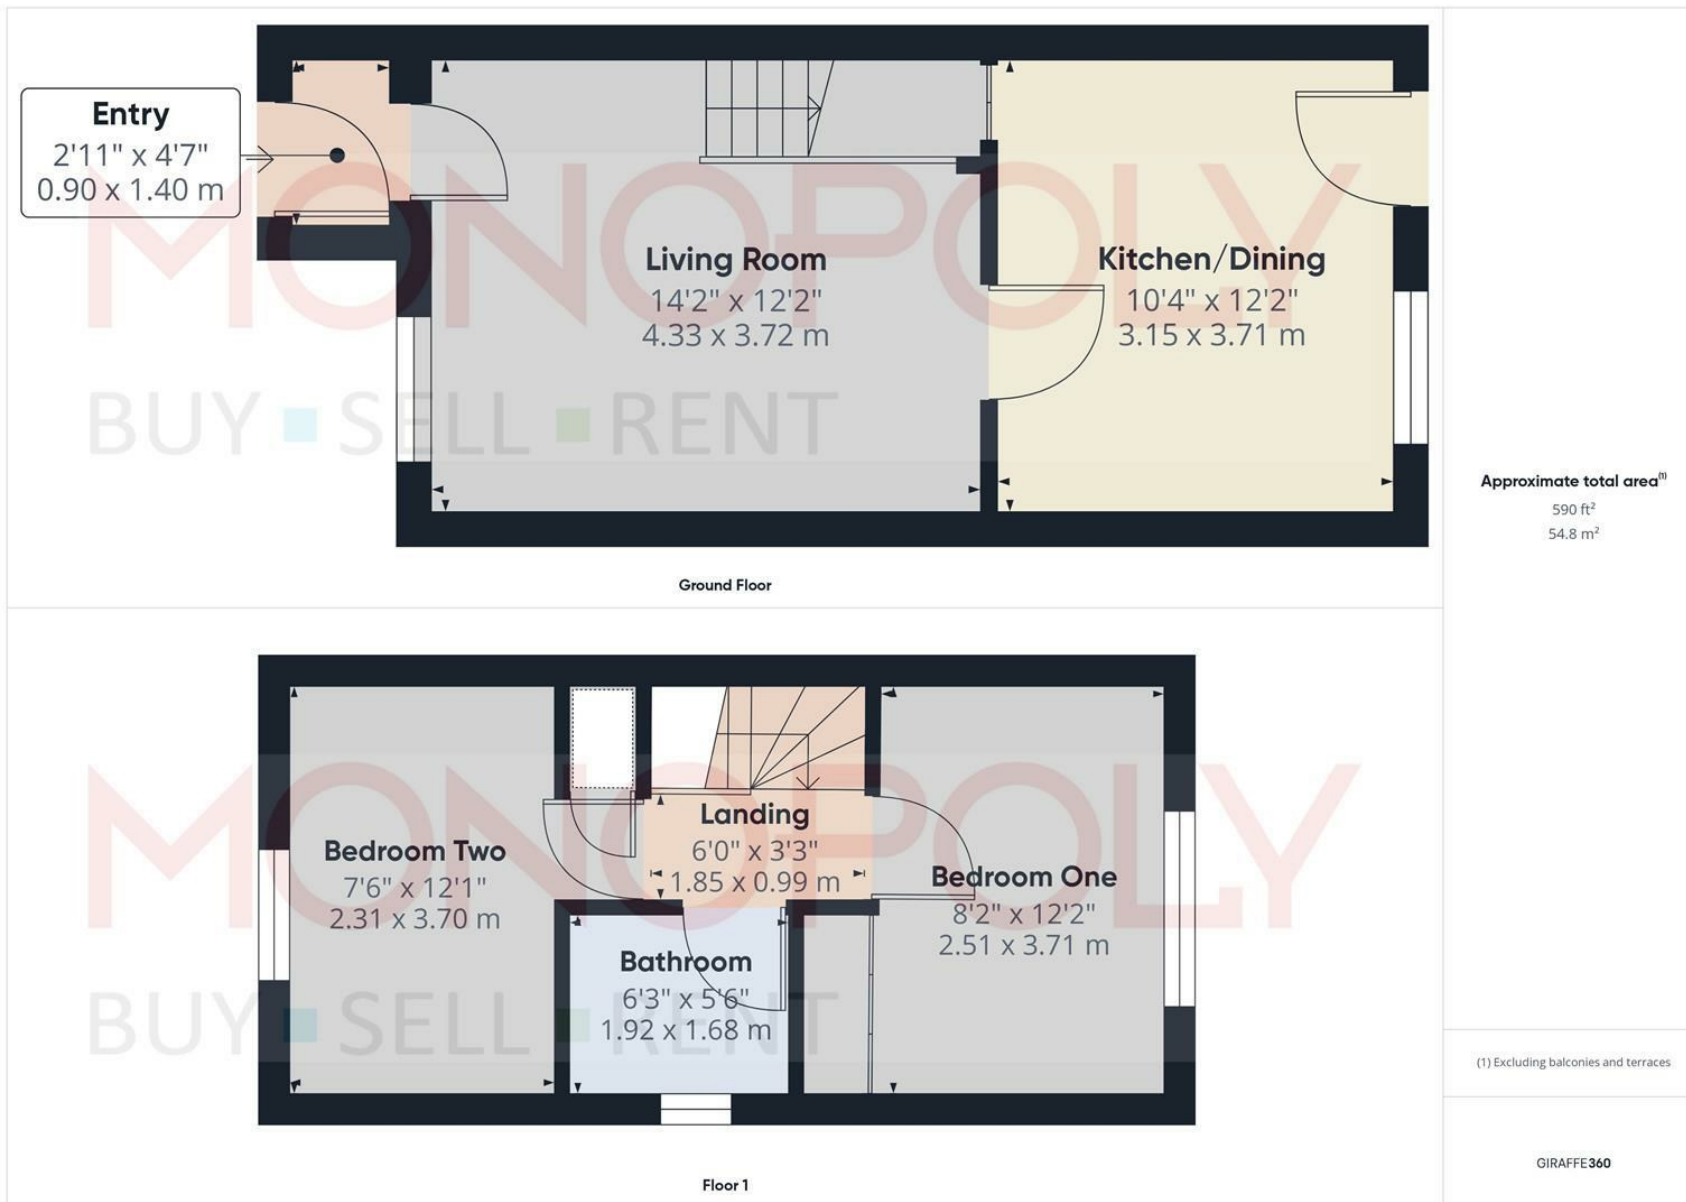 Entry
2'11" x 4'7"
0.90 x 1.40 m
Living Room
14'2" x 12'2"
4.33 x 3.72 m
Kitchen/Dining
10'4" x 12'2"
3.15 x 3.71 m
MONOPOLY
BUY SELL RENT
Ground Floor
Approximate total area(1)
590 ft²
54.8 m²
Bedroom Two
7'6" x 12'1"
2.31 x 3.70 m
Landing
6'0" x 3'3"
1.85 x 0.99 m
Bedroom One
8'2" x 12'2"
2.51 x 3.71 m
Bathroom
6'3" x 5'6"
1.92 x 1.68 m
MONOPOLY
BUY SELL RENT
Floor 1
(1) Excluding balconies and terraces
GIRAFFE360